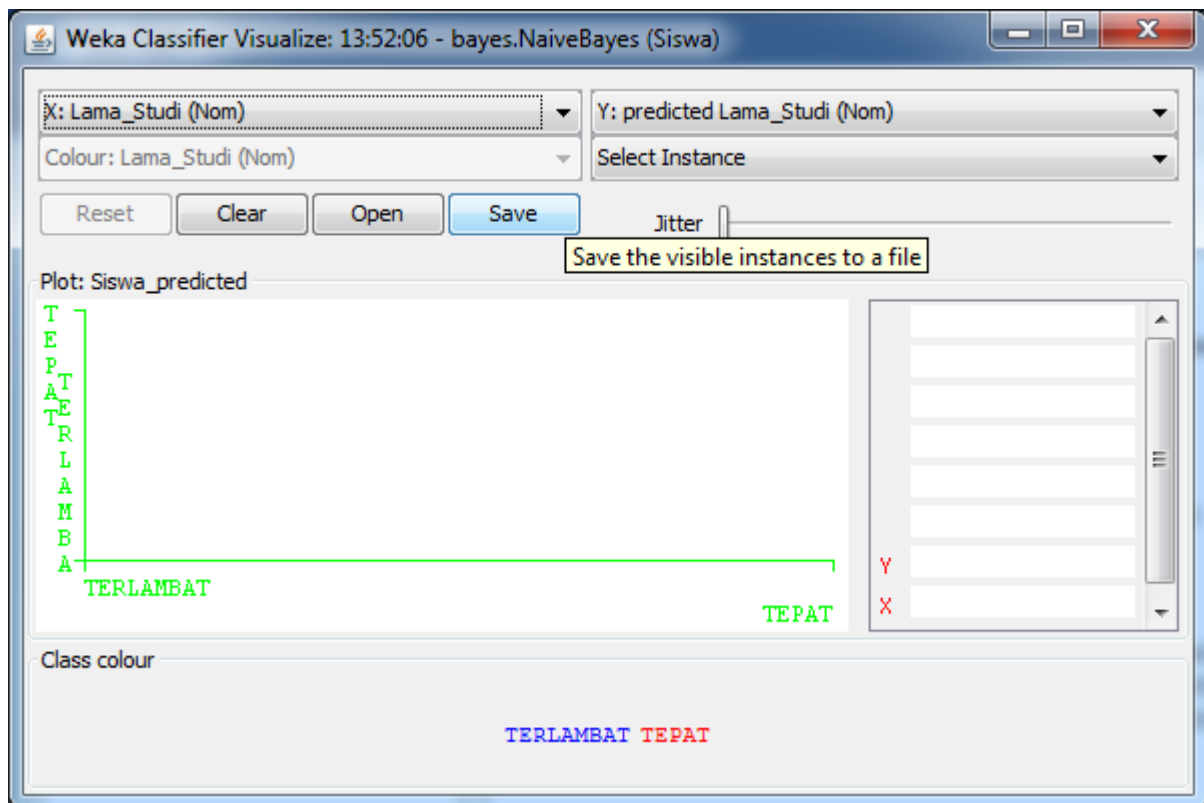 Weka Classifier Visualize: 13:52:06 - bayes.NaiveBayes (Siswa)
X: Lama_Studi (Nom)
Y: predicted Lama_Studi (Nom)
Colour: Lama_Studi (Nom)
Select Instance
Reset
Clear
Open
Save
Jitter
Save the visible instances to a file
Plot: Siswa_predicted
TEPAT
TERLAMBA
TERLAMBAT
TEPAT
Y
X
Class colour
TERLAMBAT TEPAT